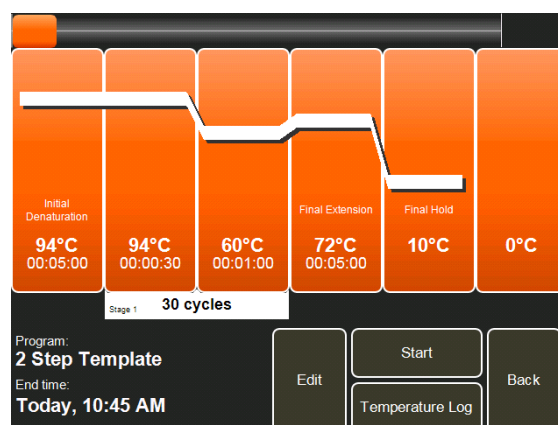 Initial
Denaturation
94°C
00:05:00
94°C
00:00:30
60°C
00:01:00
Final Extension
72°C
00:05:00
Final Hold
10°C
0°C
Stage 1 30 cycles
Program:
2 Step Template
End time:
Today, 10:45 AM
Edit
Start
Temperature Log
Back